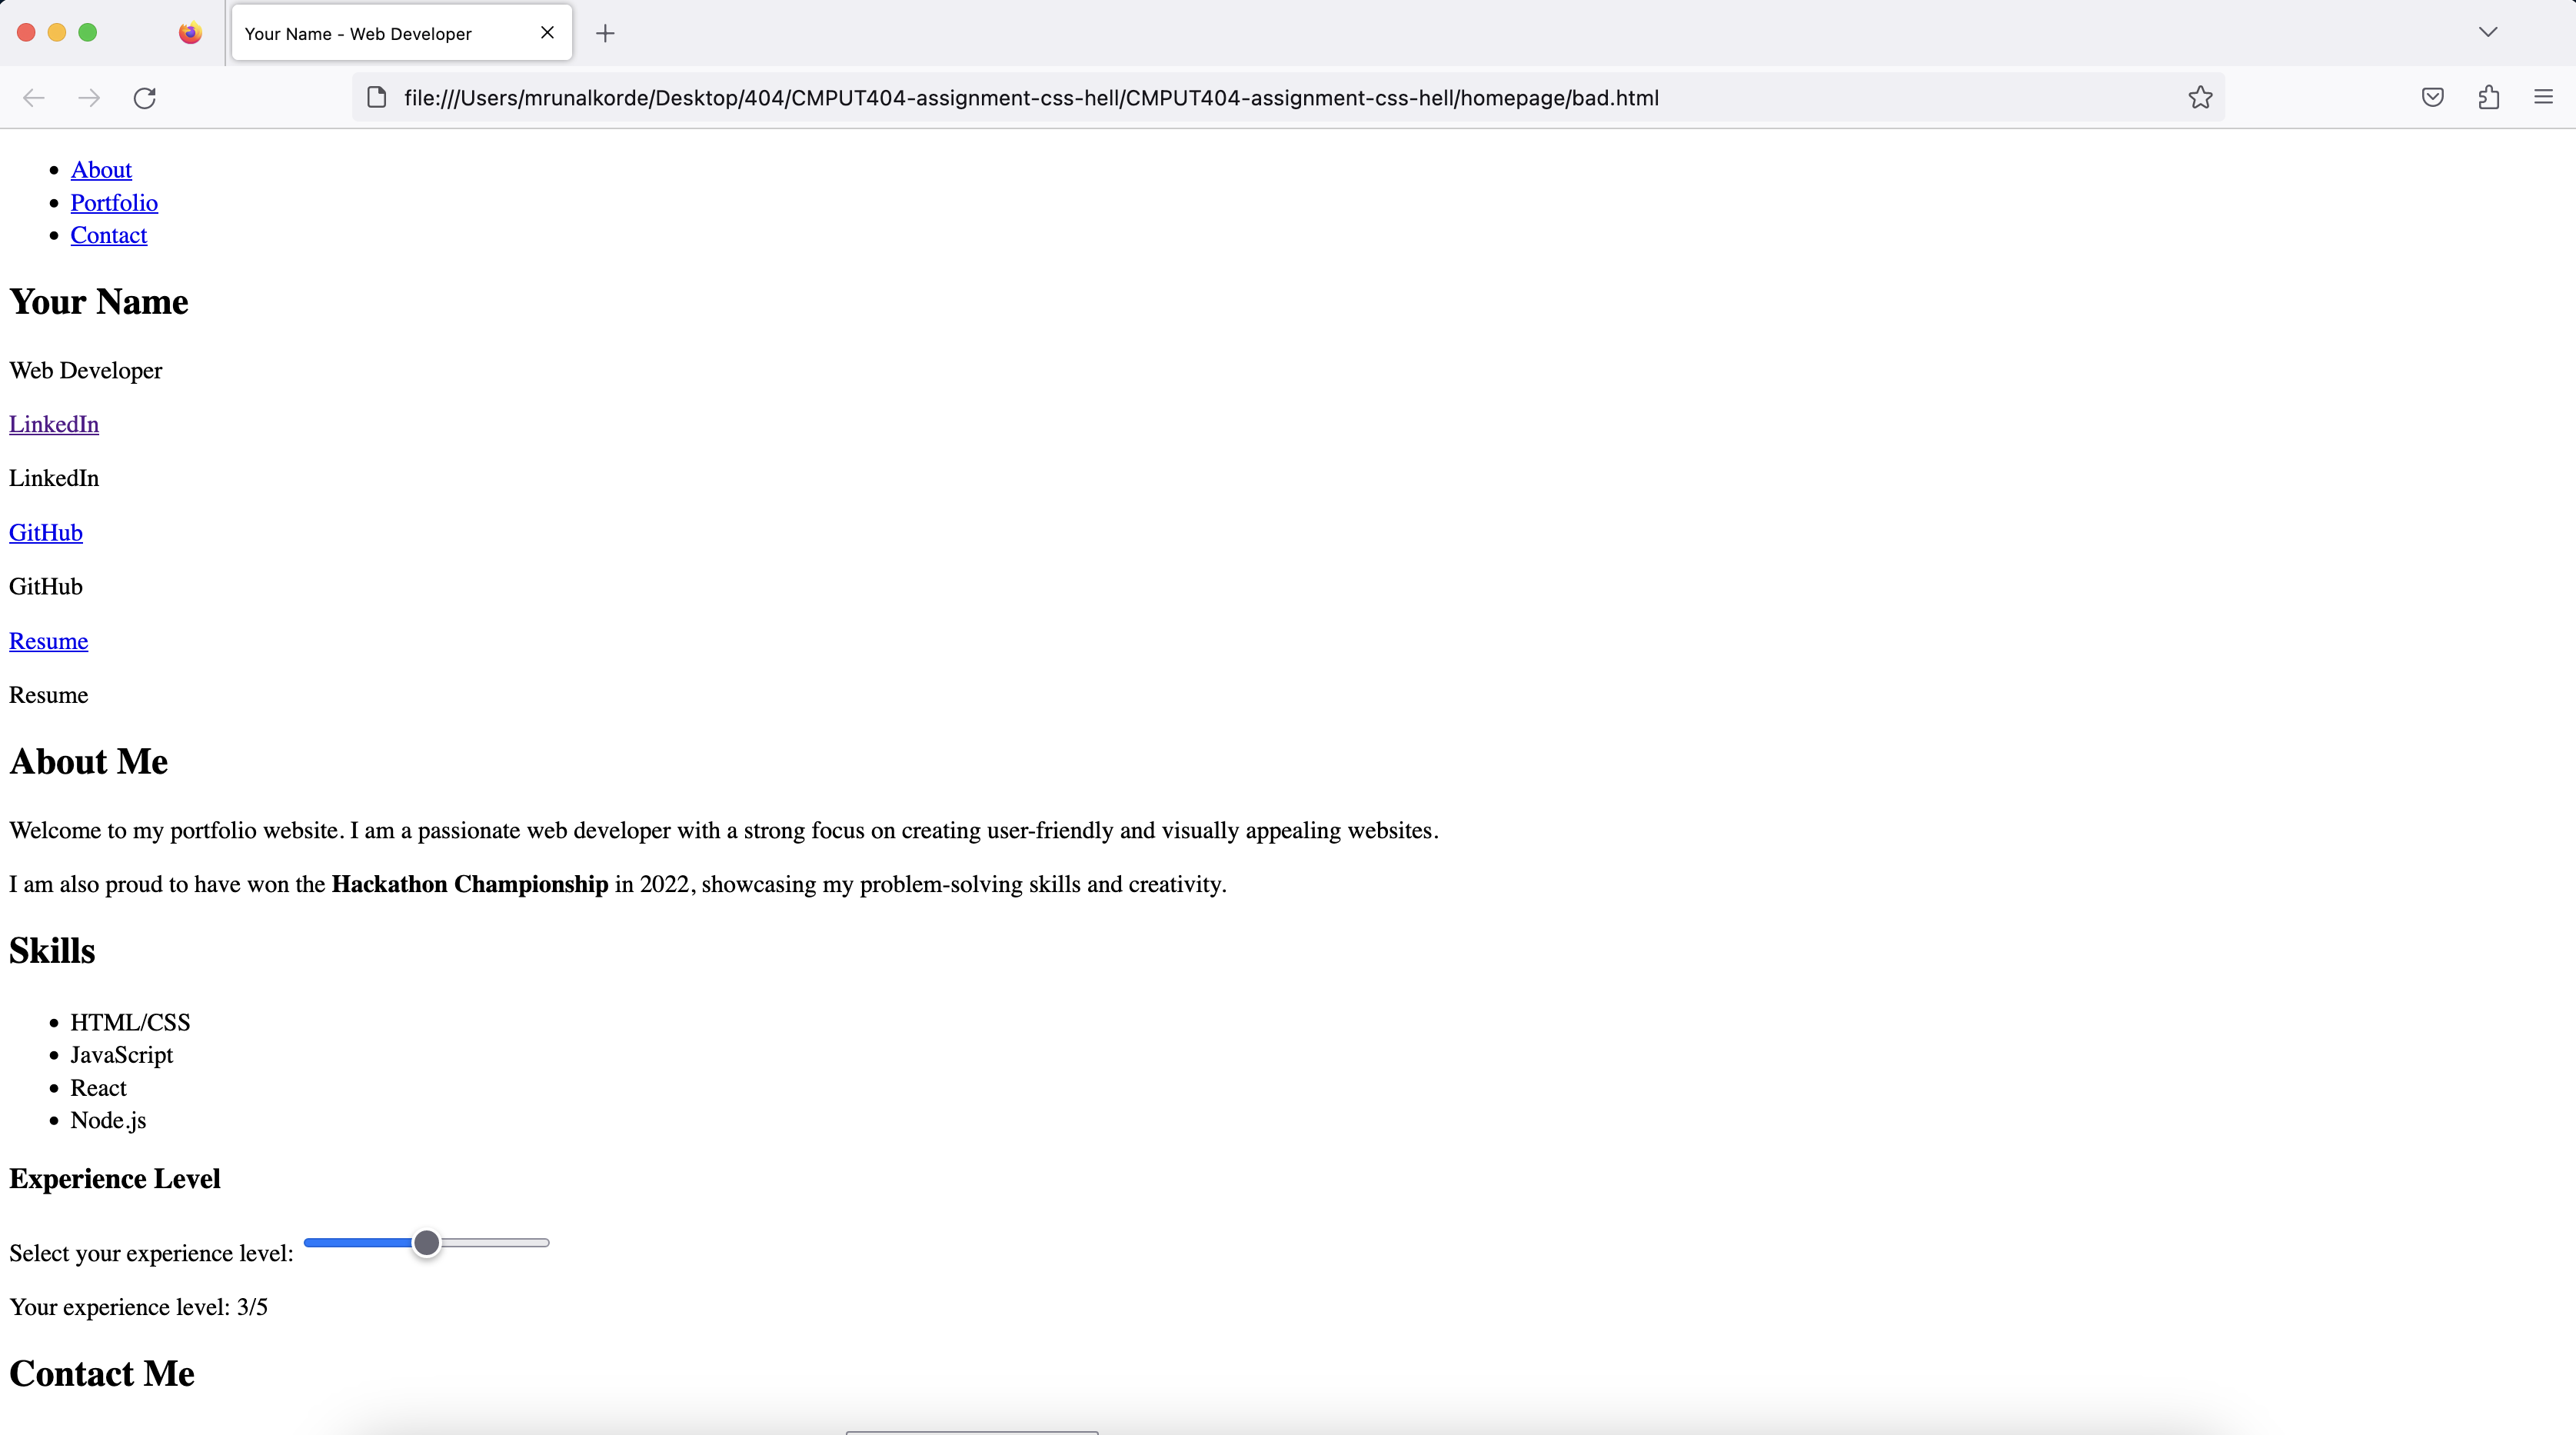 Your Name - Web Developer
file:///Users/mrunalkorde/Desktop/404/CMPUT404-assignment-css-hell/CMPUT404-assignment-css-hell/homepage/bad.html
About
Portfolio
Contact
Your Name
Web Developer
LinkedIn
LinkedIn
GitHub
GitHub
Resume
Resume
About Me
Welcome to my portfolio website. I am a passionate web developer with a strong focus on creating user-friendly and visually appealing websites.
I am also proud to have won the Hackathon Championship in 2022, showcasing my problem-solving skills and creativity.
Skills
HTML/CSS
JavaScript
React
Node.js
Experience Level
Select your experience level:
Your experience level: 3/5
Contact Me